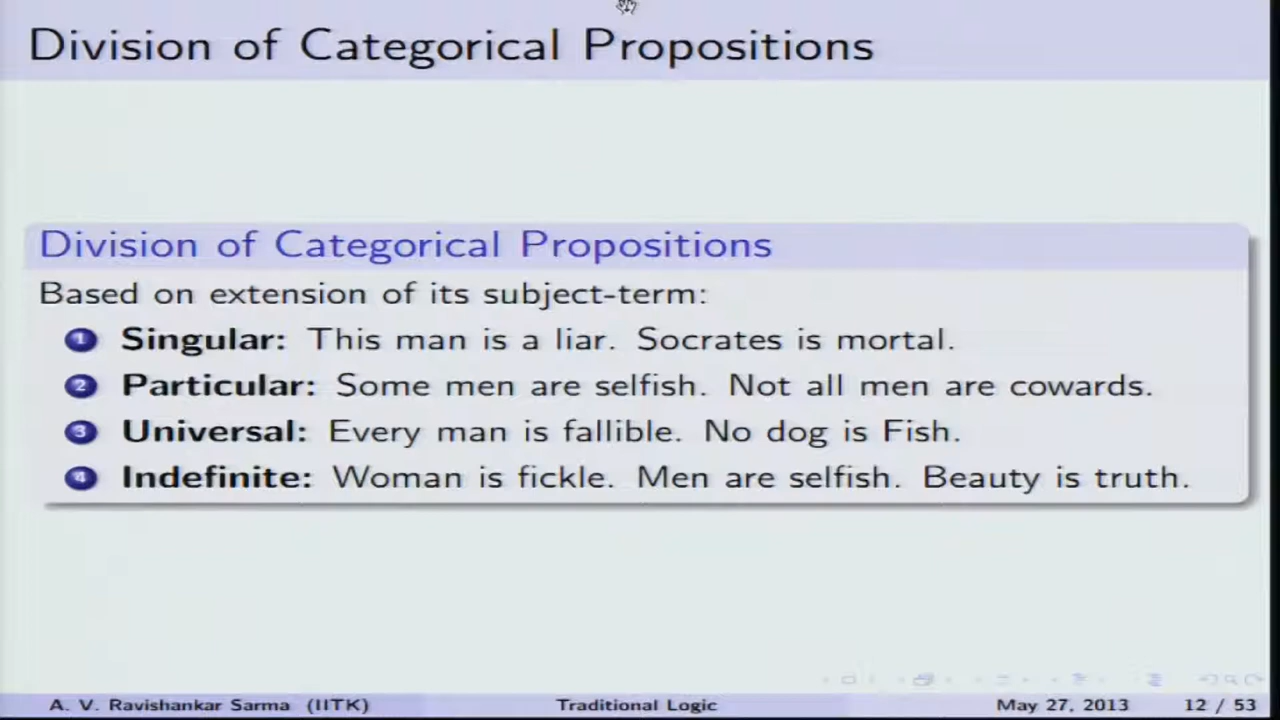 Division of Categorical Propositions
Division of Categorical Propositions
Based on extension of its subject-term:
1 Singular: This man is a liar. Socrates is mortal.
2 Particular: Some men are selfish. Not all men are cowards.
3 Universal: Every man is fallible. No dog is Fish.
4 Indefinite: Woman is fickle. Men are selfish. Beauty is truth.
A. V. Ravishankar Sarma (IITK) Traditional Logic May 27, 2013 12 / 53